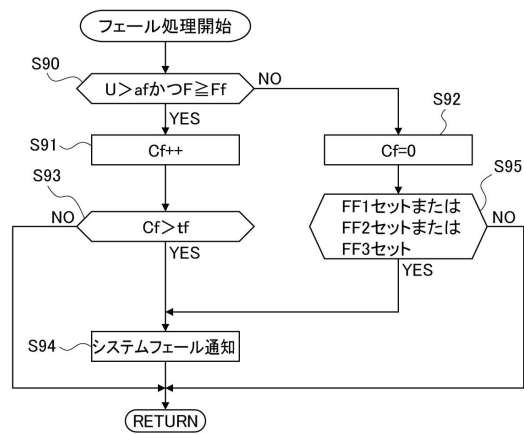 フェール処理開始
S90
U>afかつF≧Ff
NO
YES
S91
Cf++
S92
Cf=0
S93
NO
Cf>tf
YES
S95
FF1セットまたは
FF2セットまたは
FF3セット
NO
YES
S94
システムフェール通知
RETURN